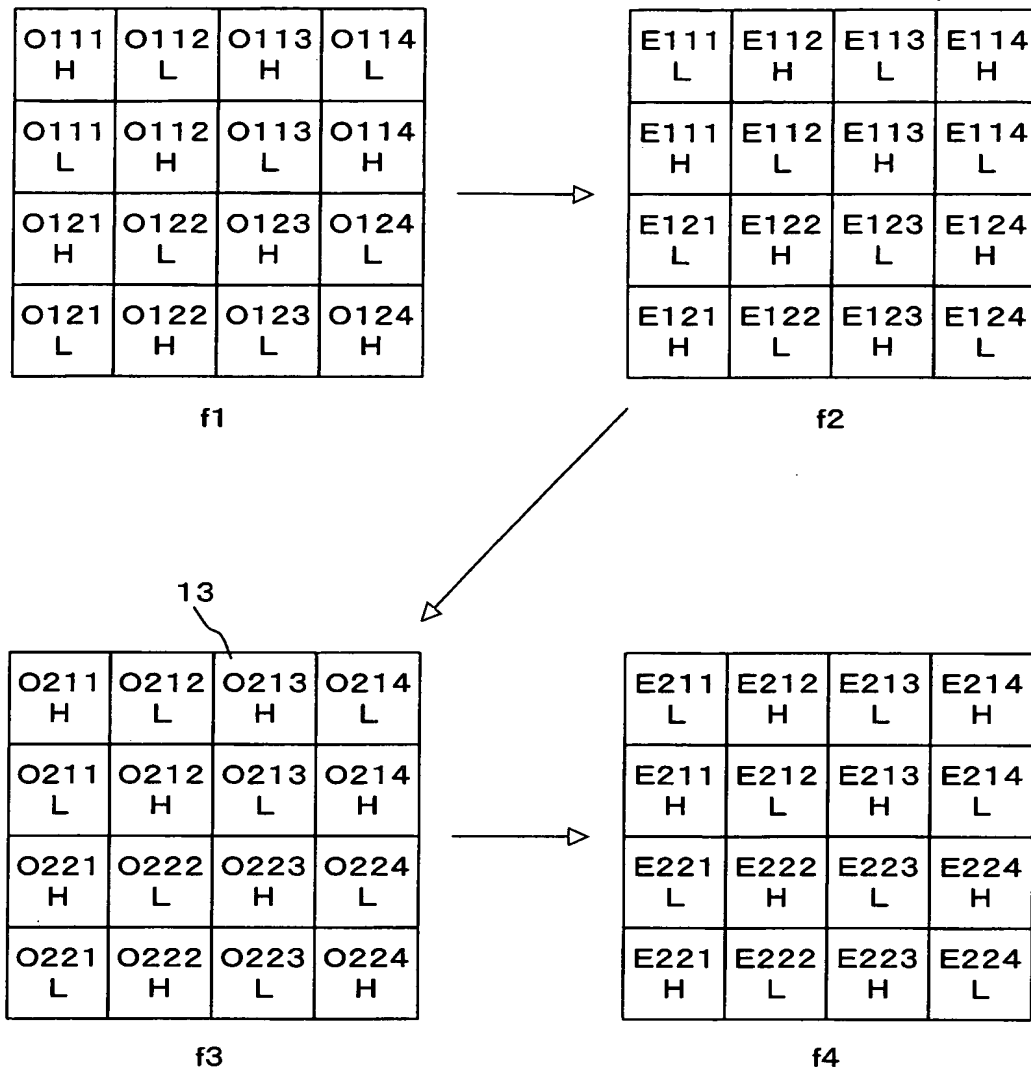 O111 O112 O113 O114
H L H L
O111 O112 O113 O114
L H L H
O121 O122 O123 O124
H L H L
O121 O122 O123 O124
L H L H
f1
E111 E112 E113 E114
L H L H
E111 E112 E113 E114
H L H L
E121 E122 E123 E124
L H L H
E121 E122 E123 E124
H L H L
f2
13
O211 O212 O213 O214
H L H L
O211 O212 O213 O214
L H L H
O221 O222 O223 O224
H L H L
O221 O222 O223 O224
L H L H
f3
E211 E212 E213 E214
L H L H
E211 E212 E213 E214
H L H L
E221 E222 E223 E224
L H L H
E221 E222 E223 E224
H L H L
f4